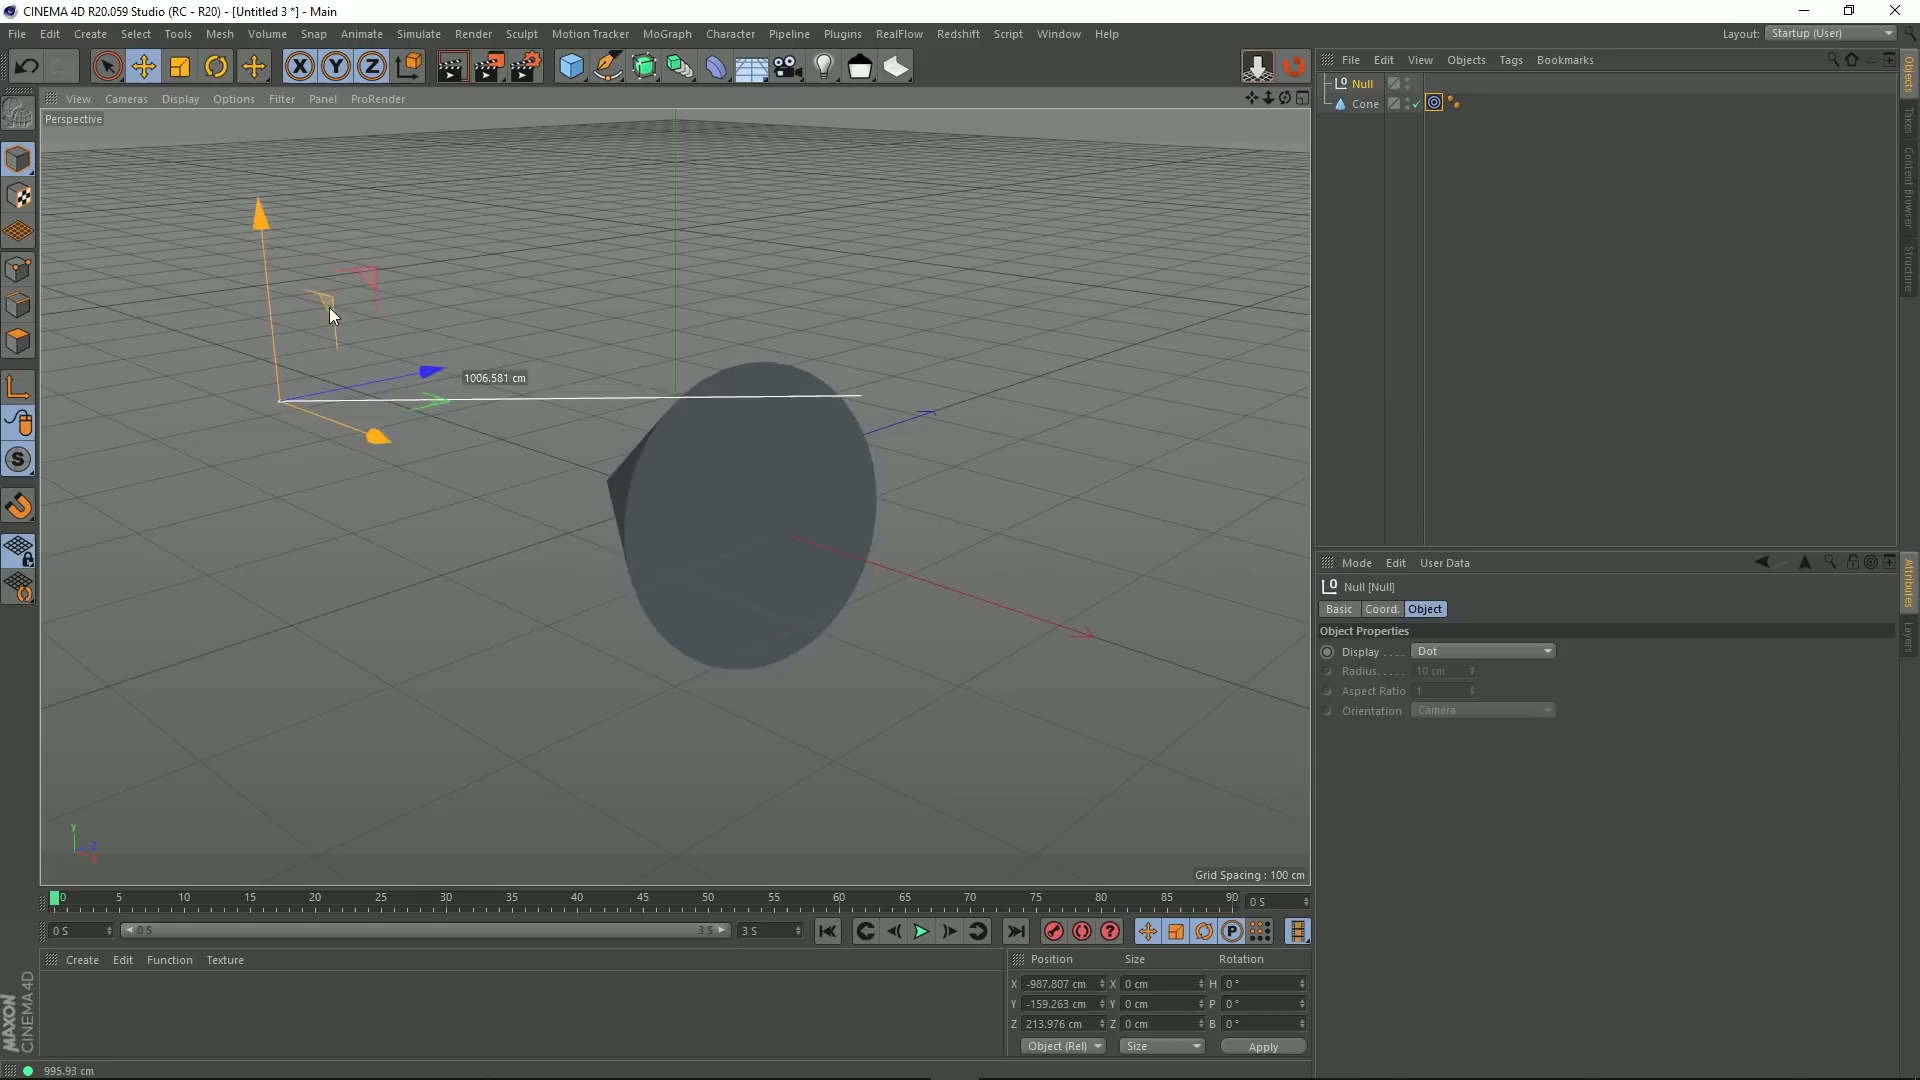 CINEMA 4D R20.059 Studio (RC - R20) - [Untitled 3 *] - Main
File Edit Create Select Tools Mesh Volume Snap Animate Simulate Render Sculpt Motion Tracker MoGraph Character Pipeline Plugins RealFlow Redshift Script Window Help Layout: Startup (User)
View Cameras Display Options Filter Panel ProRender
Perspective
File Edit View Objects Tags Bookmarks
Null
Cone
Objects
Takes
Content Browser
Structure
1006.581 cm
Mode Edit User Data
Null [Null]
Basic Coord. Object
Object Properties
Display . . . . Dot
Radius. . . . . 10 cm
Aspect Ratio 1
Orientation Camera
Attributes
Layers
Y
Z
X
Grid Spacing : 100 cm
0 5 10 15 20 25 30 35 40 45 50 55 60 65 70 75 80 85 90 0 S
0 S 0 S 3 S 3 S
Create Edit Function Texture
Position Size Rotation
X -987.807 cm X 0 cm H 0 °
Y -159.263 cm Y 0 cm P 0 °
Z 213.976 cm Z 0 cm B 0 °
Object (Rel) Size Apply
MAXON
CINEMA 4D
995.93 cm